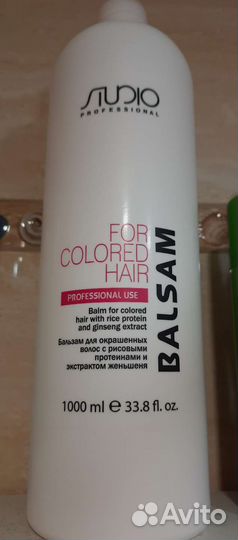 STUDIO
PROFESSIONAL
FOR
COLORED
HAIR
PROFESSIONAL USE
Balm for colored
hair with rice protein
and ginseng extract
Бальзам для окрашенных
волос с рисовыми
протеинами и
экстрактом женьшеня
BALSAM
1000 ml ℮ 33.8 fl. oz.
Avito